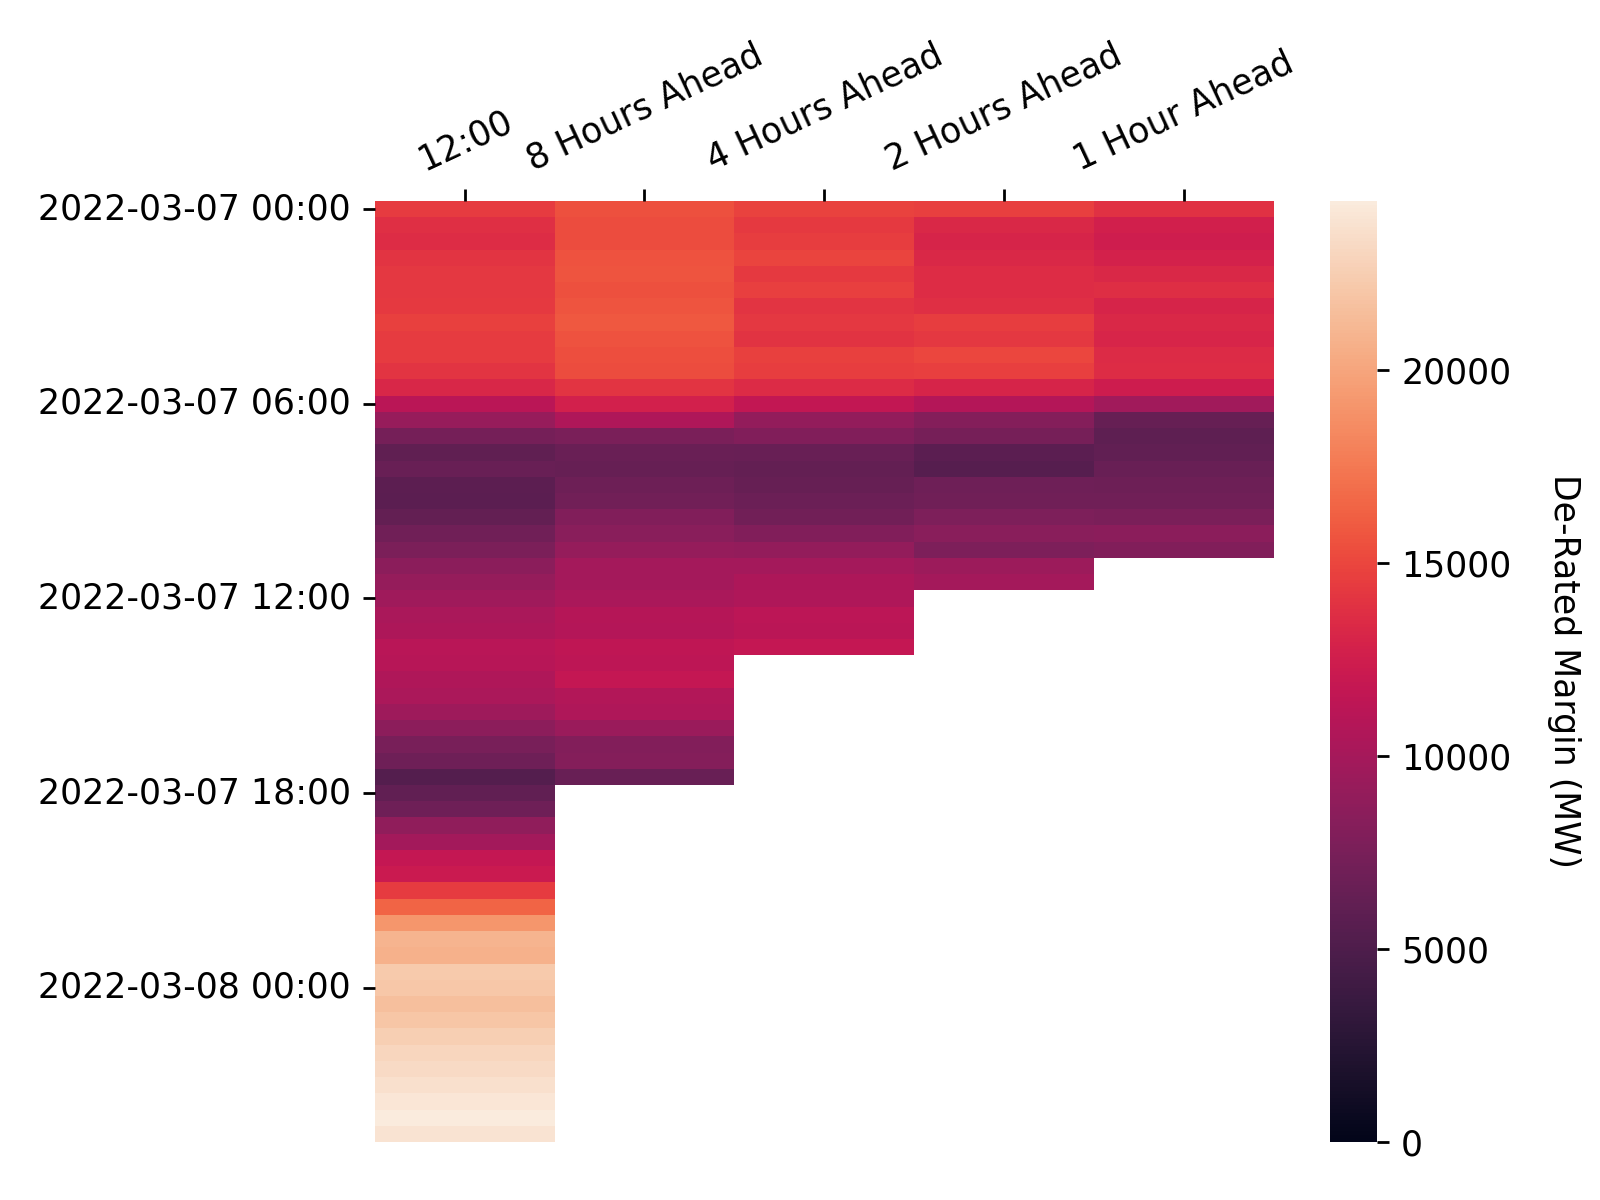 12:00
8 Hours Ahead
4 Hours Ahead
2 Hours Ahead
1 Hour Ahead
2022-03-07 00:00
2022-03-07 06:00
2022-03-07 12:00
2022-03-07 18:00
2022-03-08 00:00
20000
15000
10000
5000
0
De-Rated Margin (MW)